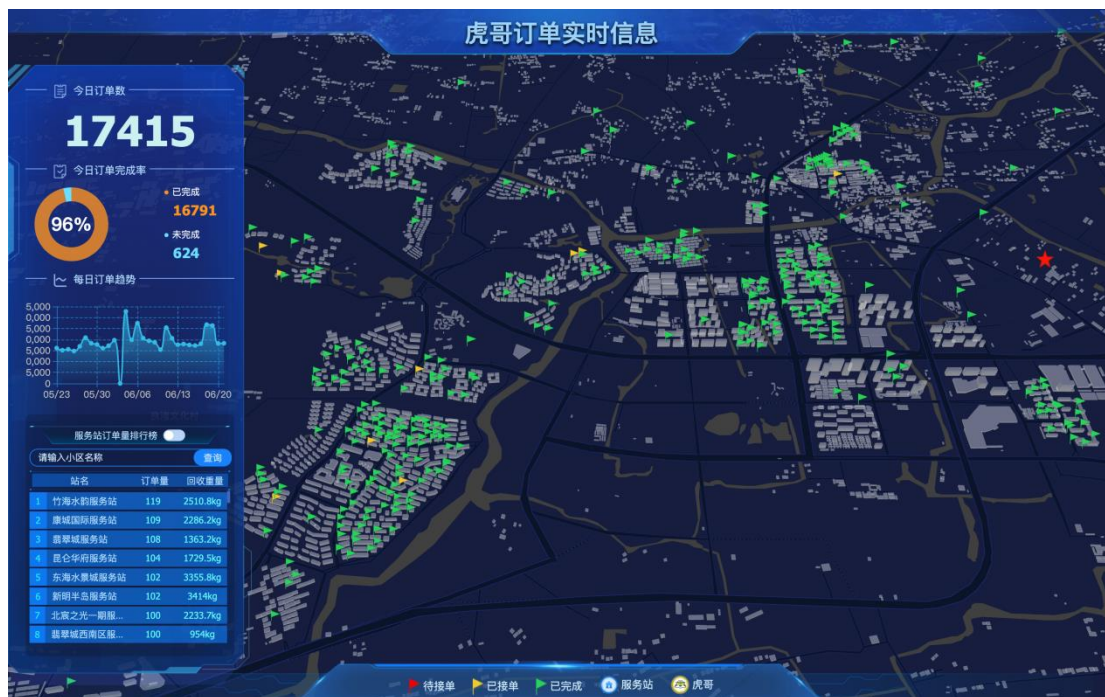 虎哥订单实时信息
今日订单数
17415
今日订单完成率
96%
已完成
16791
未完成
624
每日订单趋势
5,000
0,000
5,000
0,000
5,000
0,000
5,000
0
05/23 05/30 06/06 06/13 06/20
服务站订单量排行榜
请输入小区名称 查询
站名 订单量 回收重量
1 竹海水韵服务站 119 2510.8kg
2 康城国际服务站 109 2286.2kg
3 翡翠城服务站 108 1363.2kg
4 昆仑华府服务站 104 1729.5kg
5 东海水景城服务站 102 3355.8kg
6 新明半岛服务站 102 3414kg
7 北宸之光一期服... 100 2233.7kg
8 翡翠城西南区服... 100 954kg
待接单 已接单 已完成 服务站 虎哥